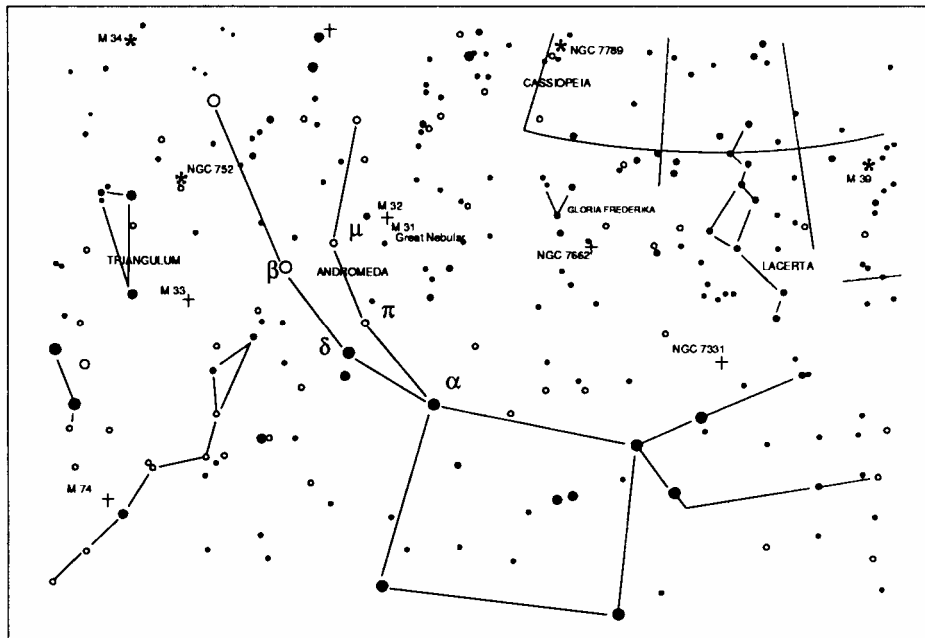 M 34
NGC 7789
CASSIOPEIA
NGC 752
M 39
M 32
GLORIA FREDERIKA
M 31
μ
Great Nebular
NGC 7662
TRIANGULUM
β
ANDROMEDA
LACERTA
M 33
π
δ
NGC 7331
α
M 74